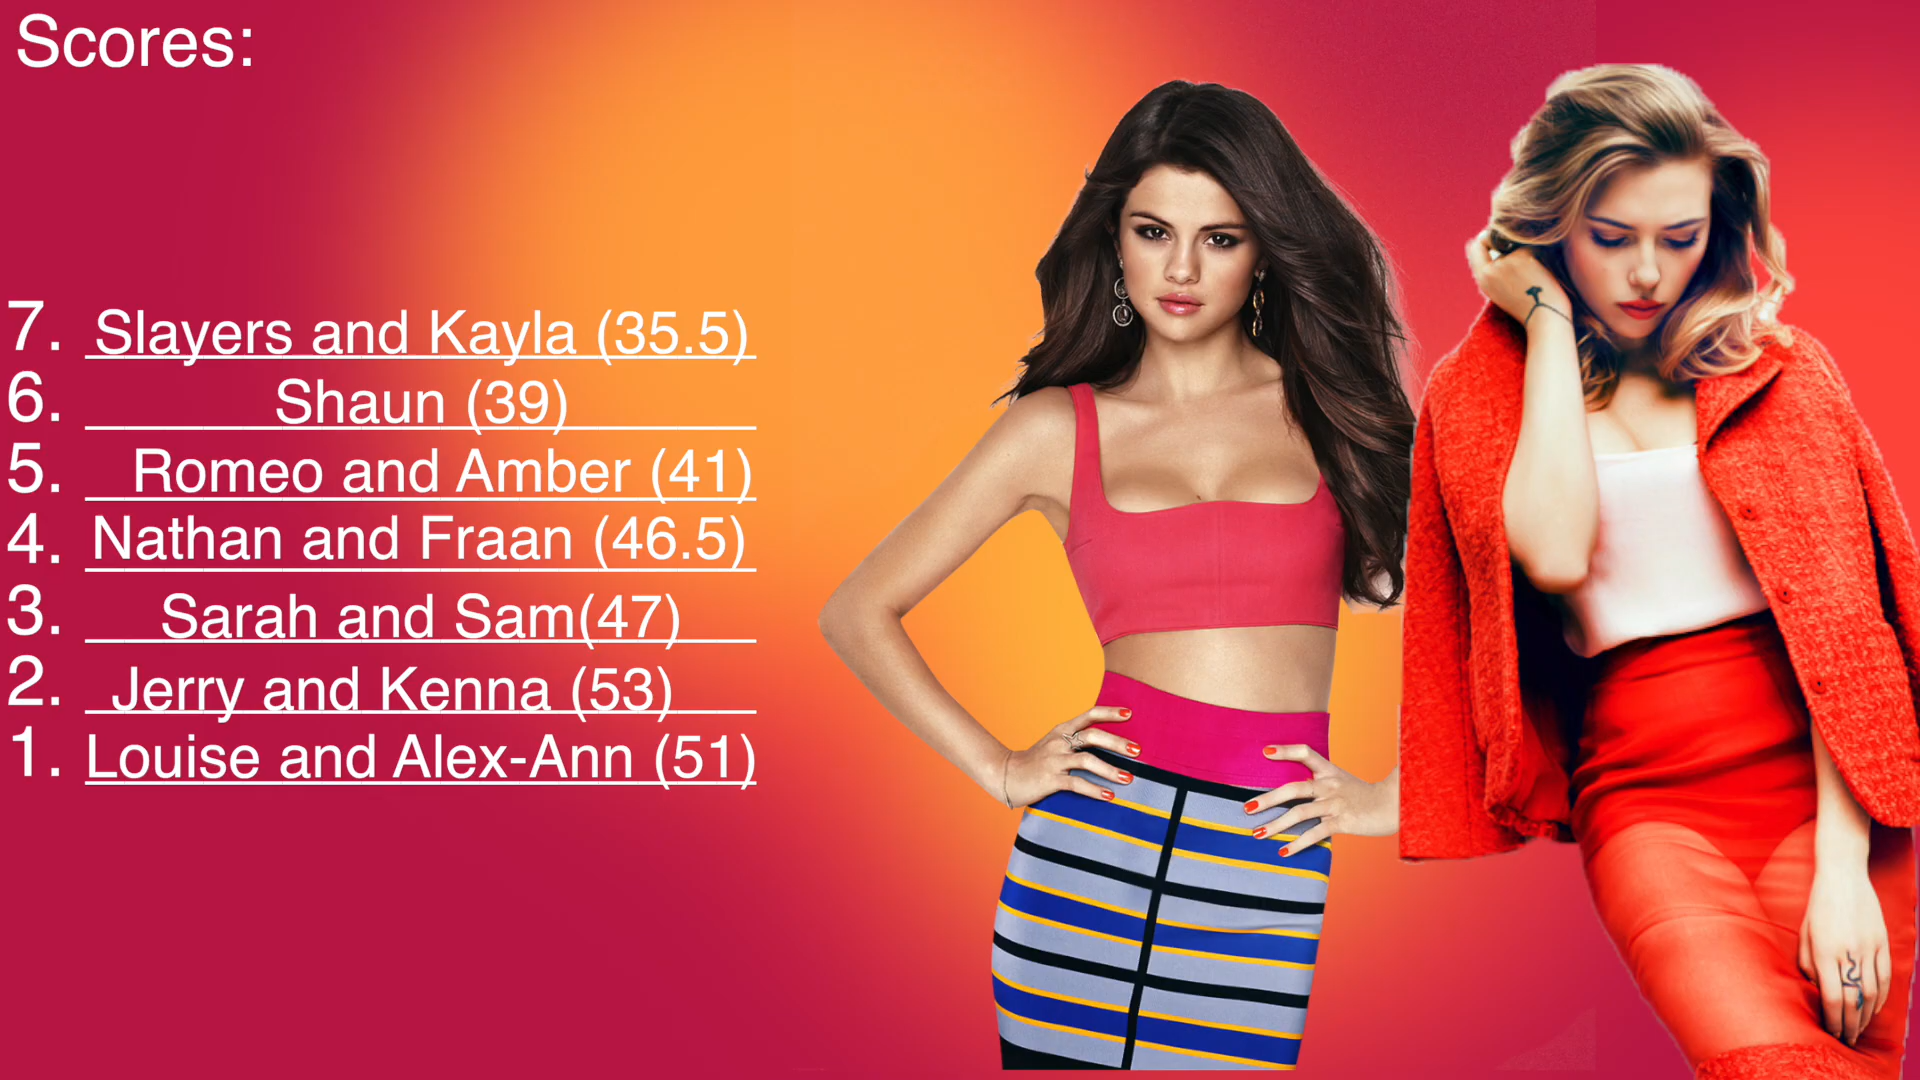 Scores:
7. Slayers and Kayla (35.5)
6. Shaun (39)
5. Romeo and Amber (41)
4. Nathan and Fraan (46.5)
3. Sarah and Sam(47)
2. Jerry and Kenna (53)
1. Louise and Alex-Ann (51)